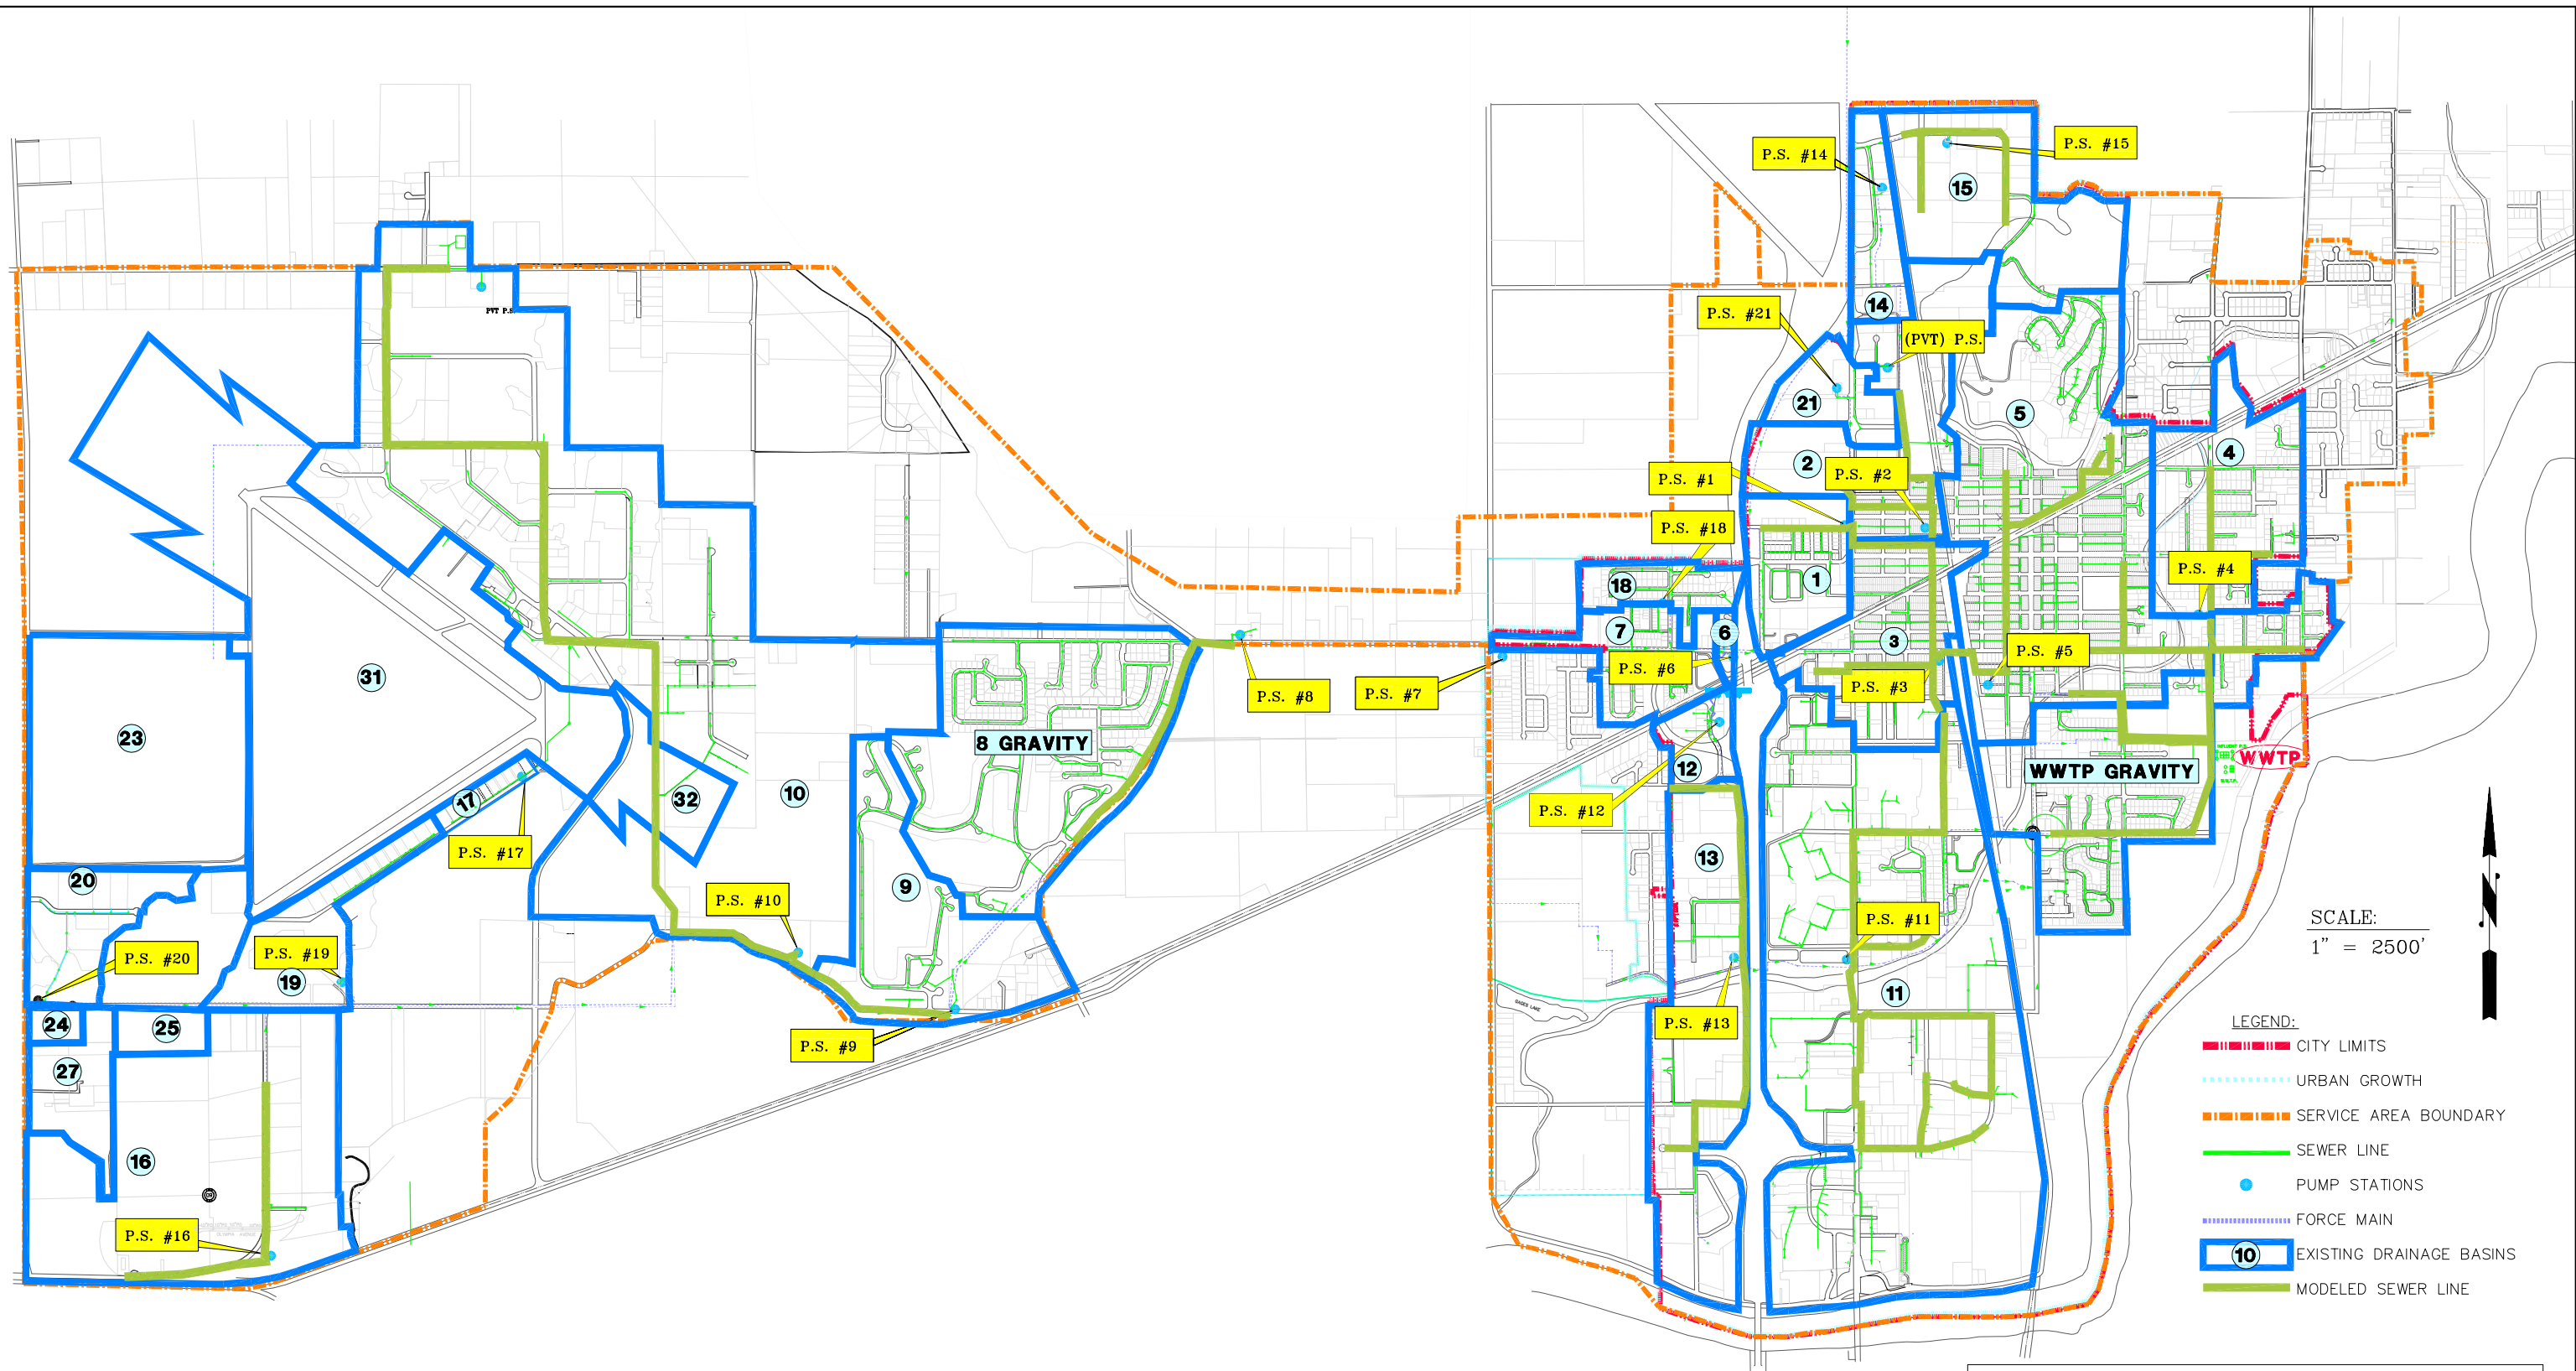 P.S. #14
P.S. #15
15
14
PVT P.S.
P.S. #21
(PVT) P.S.
21
5
4
2
P.S. #1
P.S. #2
P.S. #18
18
1
P.S. #4
7
6
3
P.S. #5
P.S. #6
P.S. #3
P.S. #7
P.S. #8
31
23
8 GRAVITY
WWTP
WWTP GRAVITY
12
P.S. #12
32
10
17
P.S. #17
13
20
9
P.S. #10
P.S. #11
P.S. #20
P.S. #19
19
11
24
25
P.S. #13
P.S. #9
27
16
P.S. #16
SCALE:
1" = 2500'
N
LEGEND:
CITY LIMITS
URBAN GROWTH
SERVICE AREA BOUNDARY
SEWER LINE
PUMP STATIONS
FORCE MAIN
10 EXISTING DRAINAGE BASINS
MODELED SEWER LINE